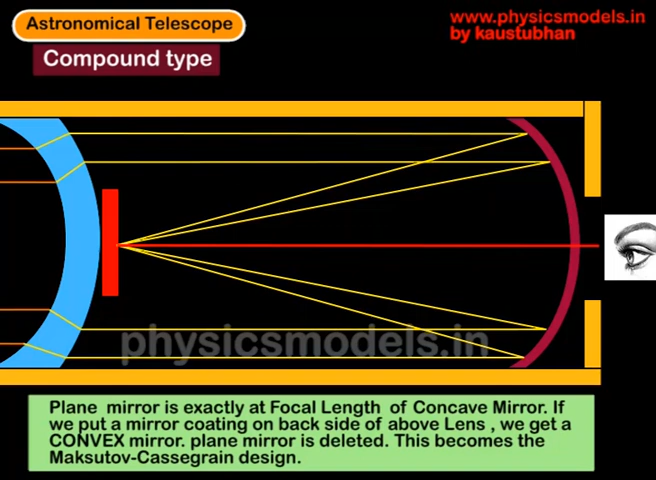 Astronomical Telescope
www.physicsmodels.in
by kaustubhan
Compound type
physicsmodels.in
Plane mirror is exactly at Focal Length of Concave Mirror. If
we put a mirror coating on back side of above Lens , we get a
CONVEX mirror. plane mirror is deleted. This becomes the
Maksutov-Cassegrain design.